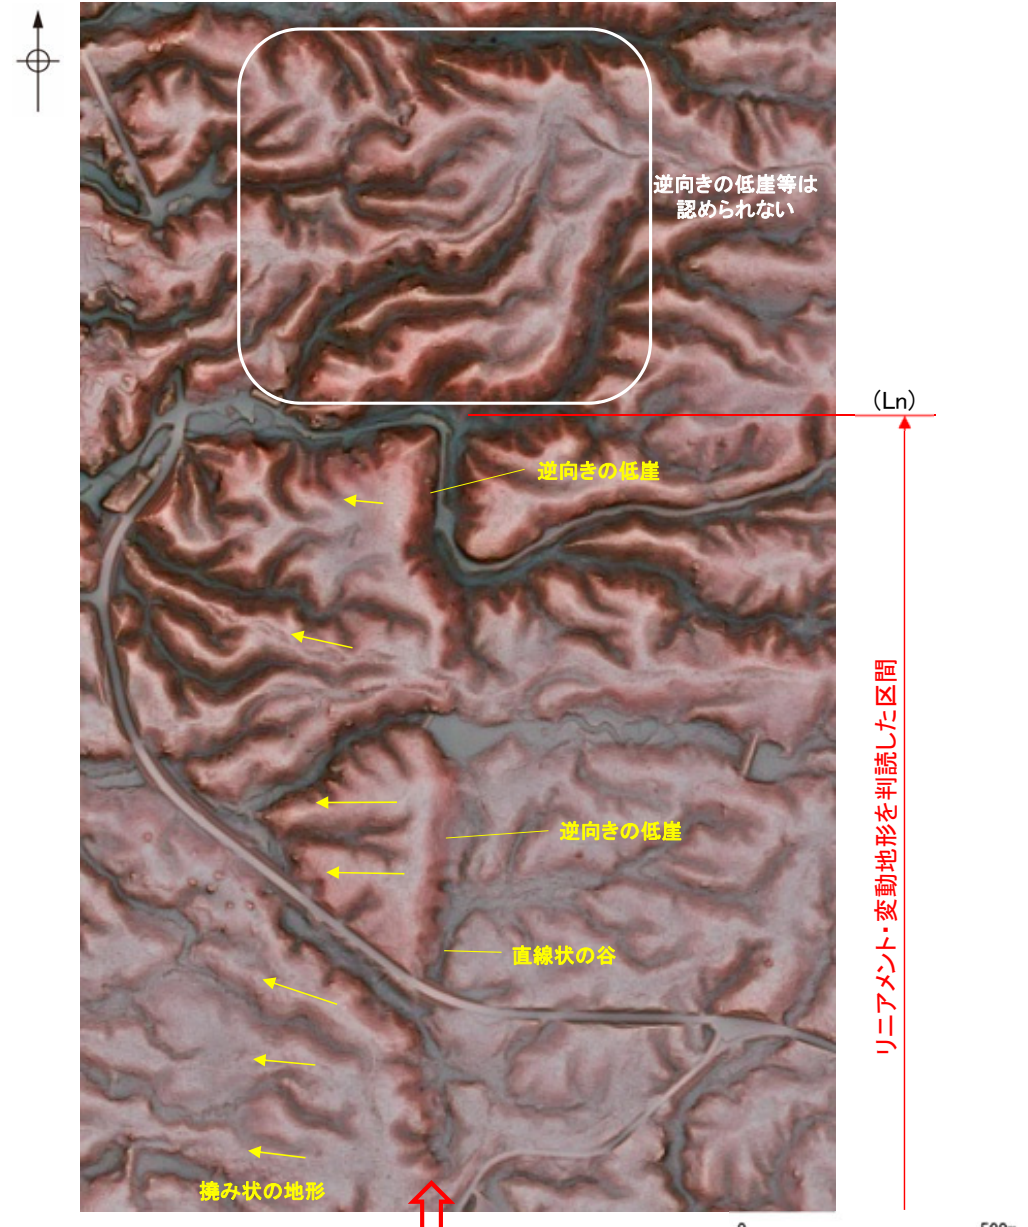 逆向きの低崖等は
認められない
（Ln）
逆向きの低崖
逆向きの低崖
直線状の谷
撓み状の地形
リニアメント・変動地形を判読した区間